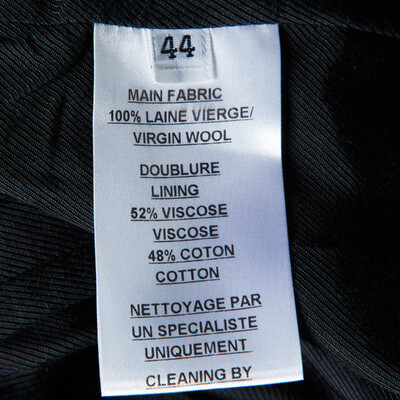 44
MAIN FABRIC
100% LAINE VIERGE/
VIRGIN WOOL
DOUBLURE
LINING
52% VISCOSE
VISCOSE
48% COTON
COTTON
NETTOYAGE PAR
UN SPECIALISTE
UNIQUEMENT
CLEANING BY